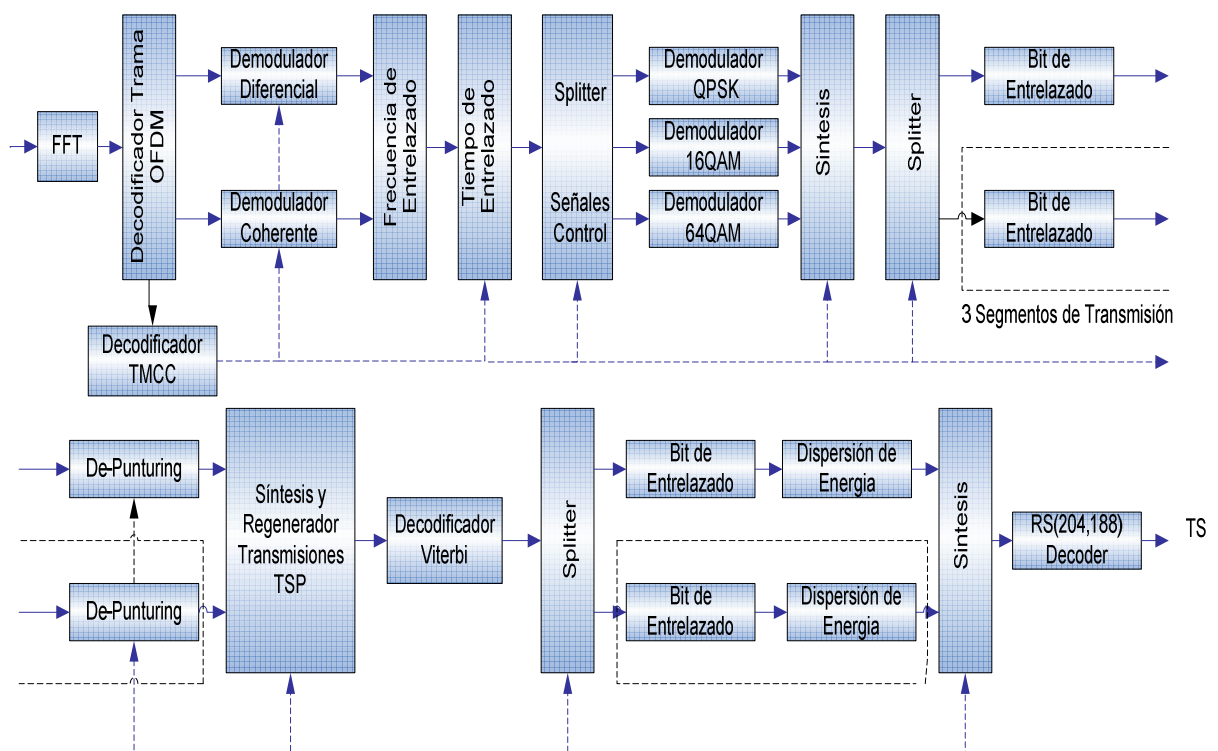 FFT
Decodificador Trama
OFDM
Demodulador
Diferencial
Demodulador
Coherente
Frecuencia de
Entrelazado
Tiempo de
Entrelazado
Splitter
Señales
Control
Demodulador
QPSK
Demodulador
16QAM
Demodulador
64QAM
Sintesis
Splitter
Bit de
Entrelazado
Bit de
Entrelazado
3 Segmentos de Transmisión
Decodificador
TMCC
De-Punturing
De-Punturing
Síntesis y
Regenerador
Transmisiones
TSP
Decodificador
Viterbi
Splitter
Bit de
Entrelazado
Dispersión de
Energia
Bit de
Entrelazado
Dispersión de
Energia
Sintesis
RS(204,188)
Decoder
TS